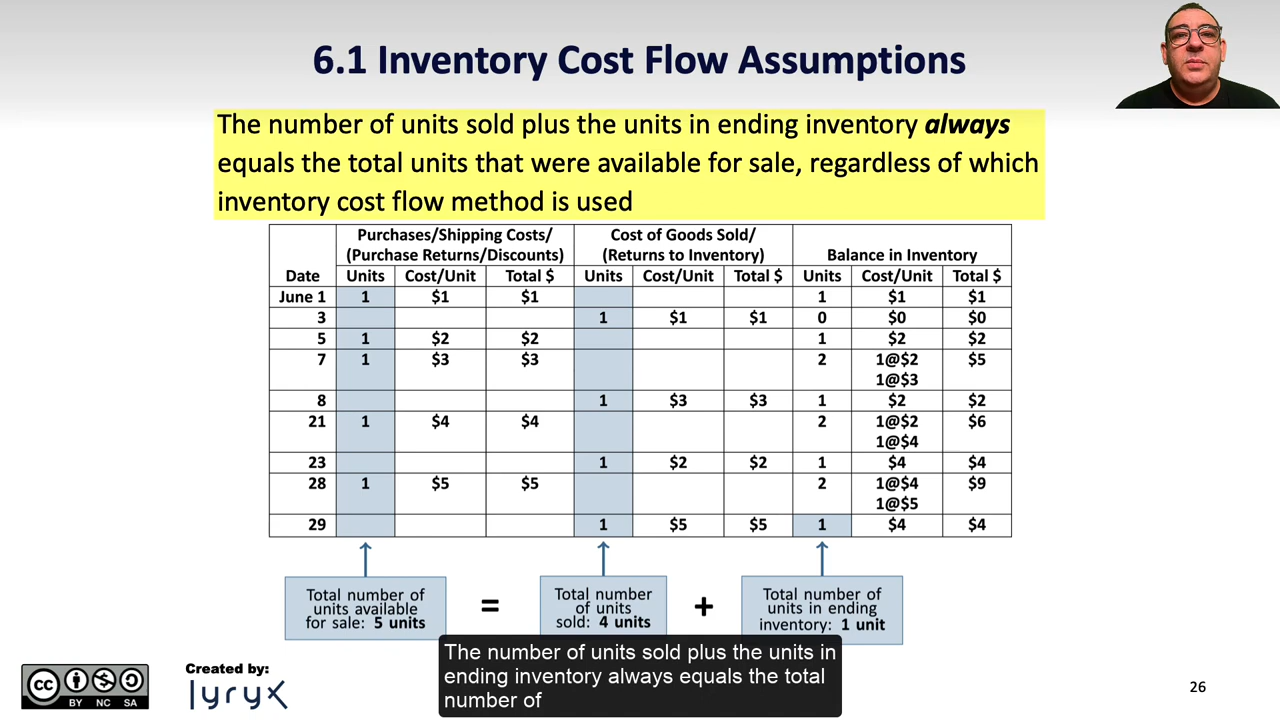 6.1 Inventory Cost Flow Assumptions
The number of units sold plus the units in ending inventory always
equals the total units that were available for sale, regardless of which
inventory cost flow method is used
Purchases/Shipping Costs/ Cost of Goods Sold/
(Purchase Returns/Discounts) (Returns to Inventory) Balance in Inventory
Date Units Cost/Unit Total $ Units Cost/Unit Total $ Units Cost/Unit Total $
June 1 1 $1 $1 1 $1 $1
3 1 $1 $1 0 $0 $0
5 1 $2 $2 1 $2 $2
7 1 $3 $3 2 1@$2 $5
1@$3
8 1 $3 $3 1 $2 $2
21 1 $4 $4 2 1@$2 $6
1@$4
23 1 $2 $2 1 $4 $4
28 1 $5 $5 2 1@$4 $9
1@$5
29 1 $5 $5 1 $4 $4
Total number of
units available
for sale: 5 units
=
Total number
of units
sold: 4 units
+
Total number of
units in ending
inventory: 1 unit
The number of units sold plus the units in
ending inventory always equals the total
number of
cc BY NC SA
Created by:
lyryx
26